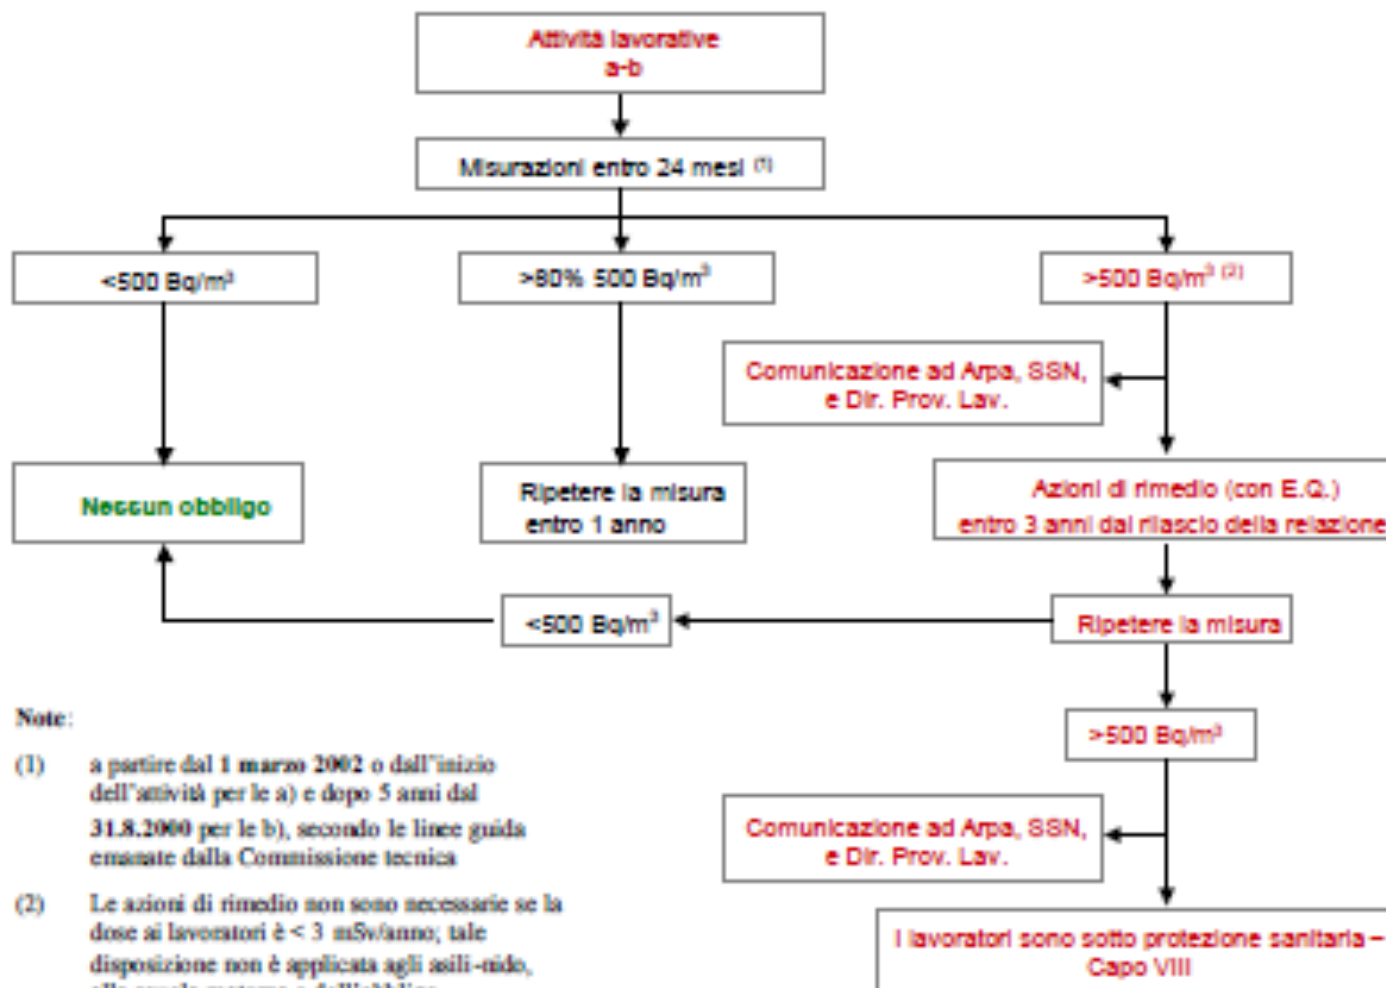 Attività lavorative
a-b
Misurazioni entro 24 mesi (1)
<500 Bq/m³
>80% 500 Bq/m³
>500 Bq/m³ (2)
Comunicazione ad Arpa, SSN,
e Dir. Prov. Lav.
Nessun obbligo
Ripetere la misura
entro 1 anno
Azioni di rimedio (con E.Q.)
entro 3 anni dal rilascio della relazione
<500 Bq/m³
Ripetere la misura
>500 Bq/m³
Comunicazione ad Arpa, SSN,
e Dir. Prov. Lav.
I lavoratori sono sotto protezione sanitaria –
Capo VIII
Note:
(1) a partire dal 1 marzo 2002 o dall'inizio
dell'attività per le a) e dopo 5 anni dal
31.8.2000 per le b), secondo le linee guida
emanate dalla Commissione tecnica
(2) Le azioni di rimedio non sono necessarie se la
dose ai lavoratori è < 3 mSv/anno; tale
disposizione non è applicata agli asili-nido,